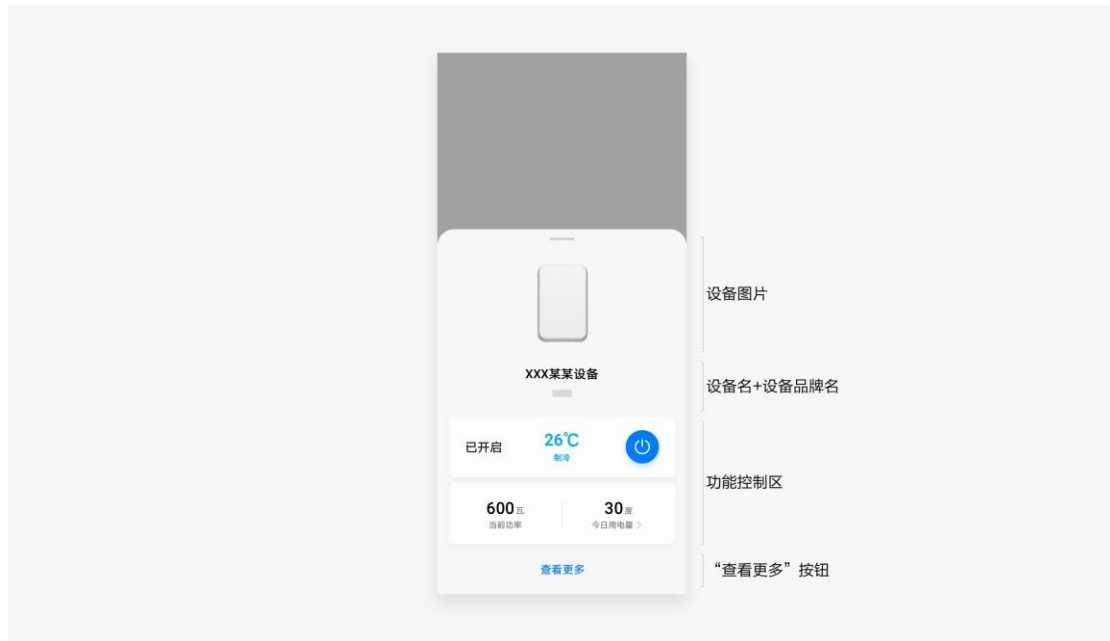 设备图片
XXX某某设备
设备名+设备品牌名
已开启
26℃
制冷
功能控制区
600瓦
当前功率
30度
今日用电量 >
查看更多
“查看更多”按钮